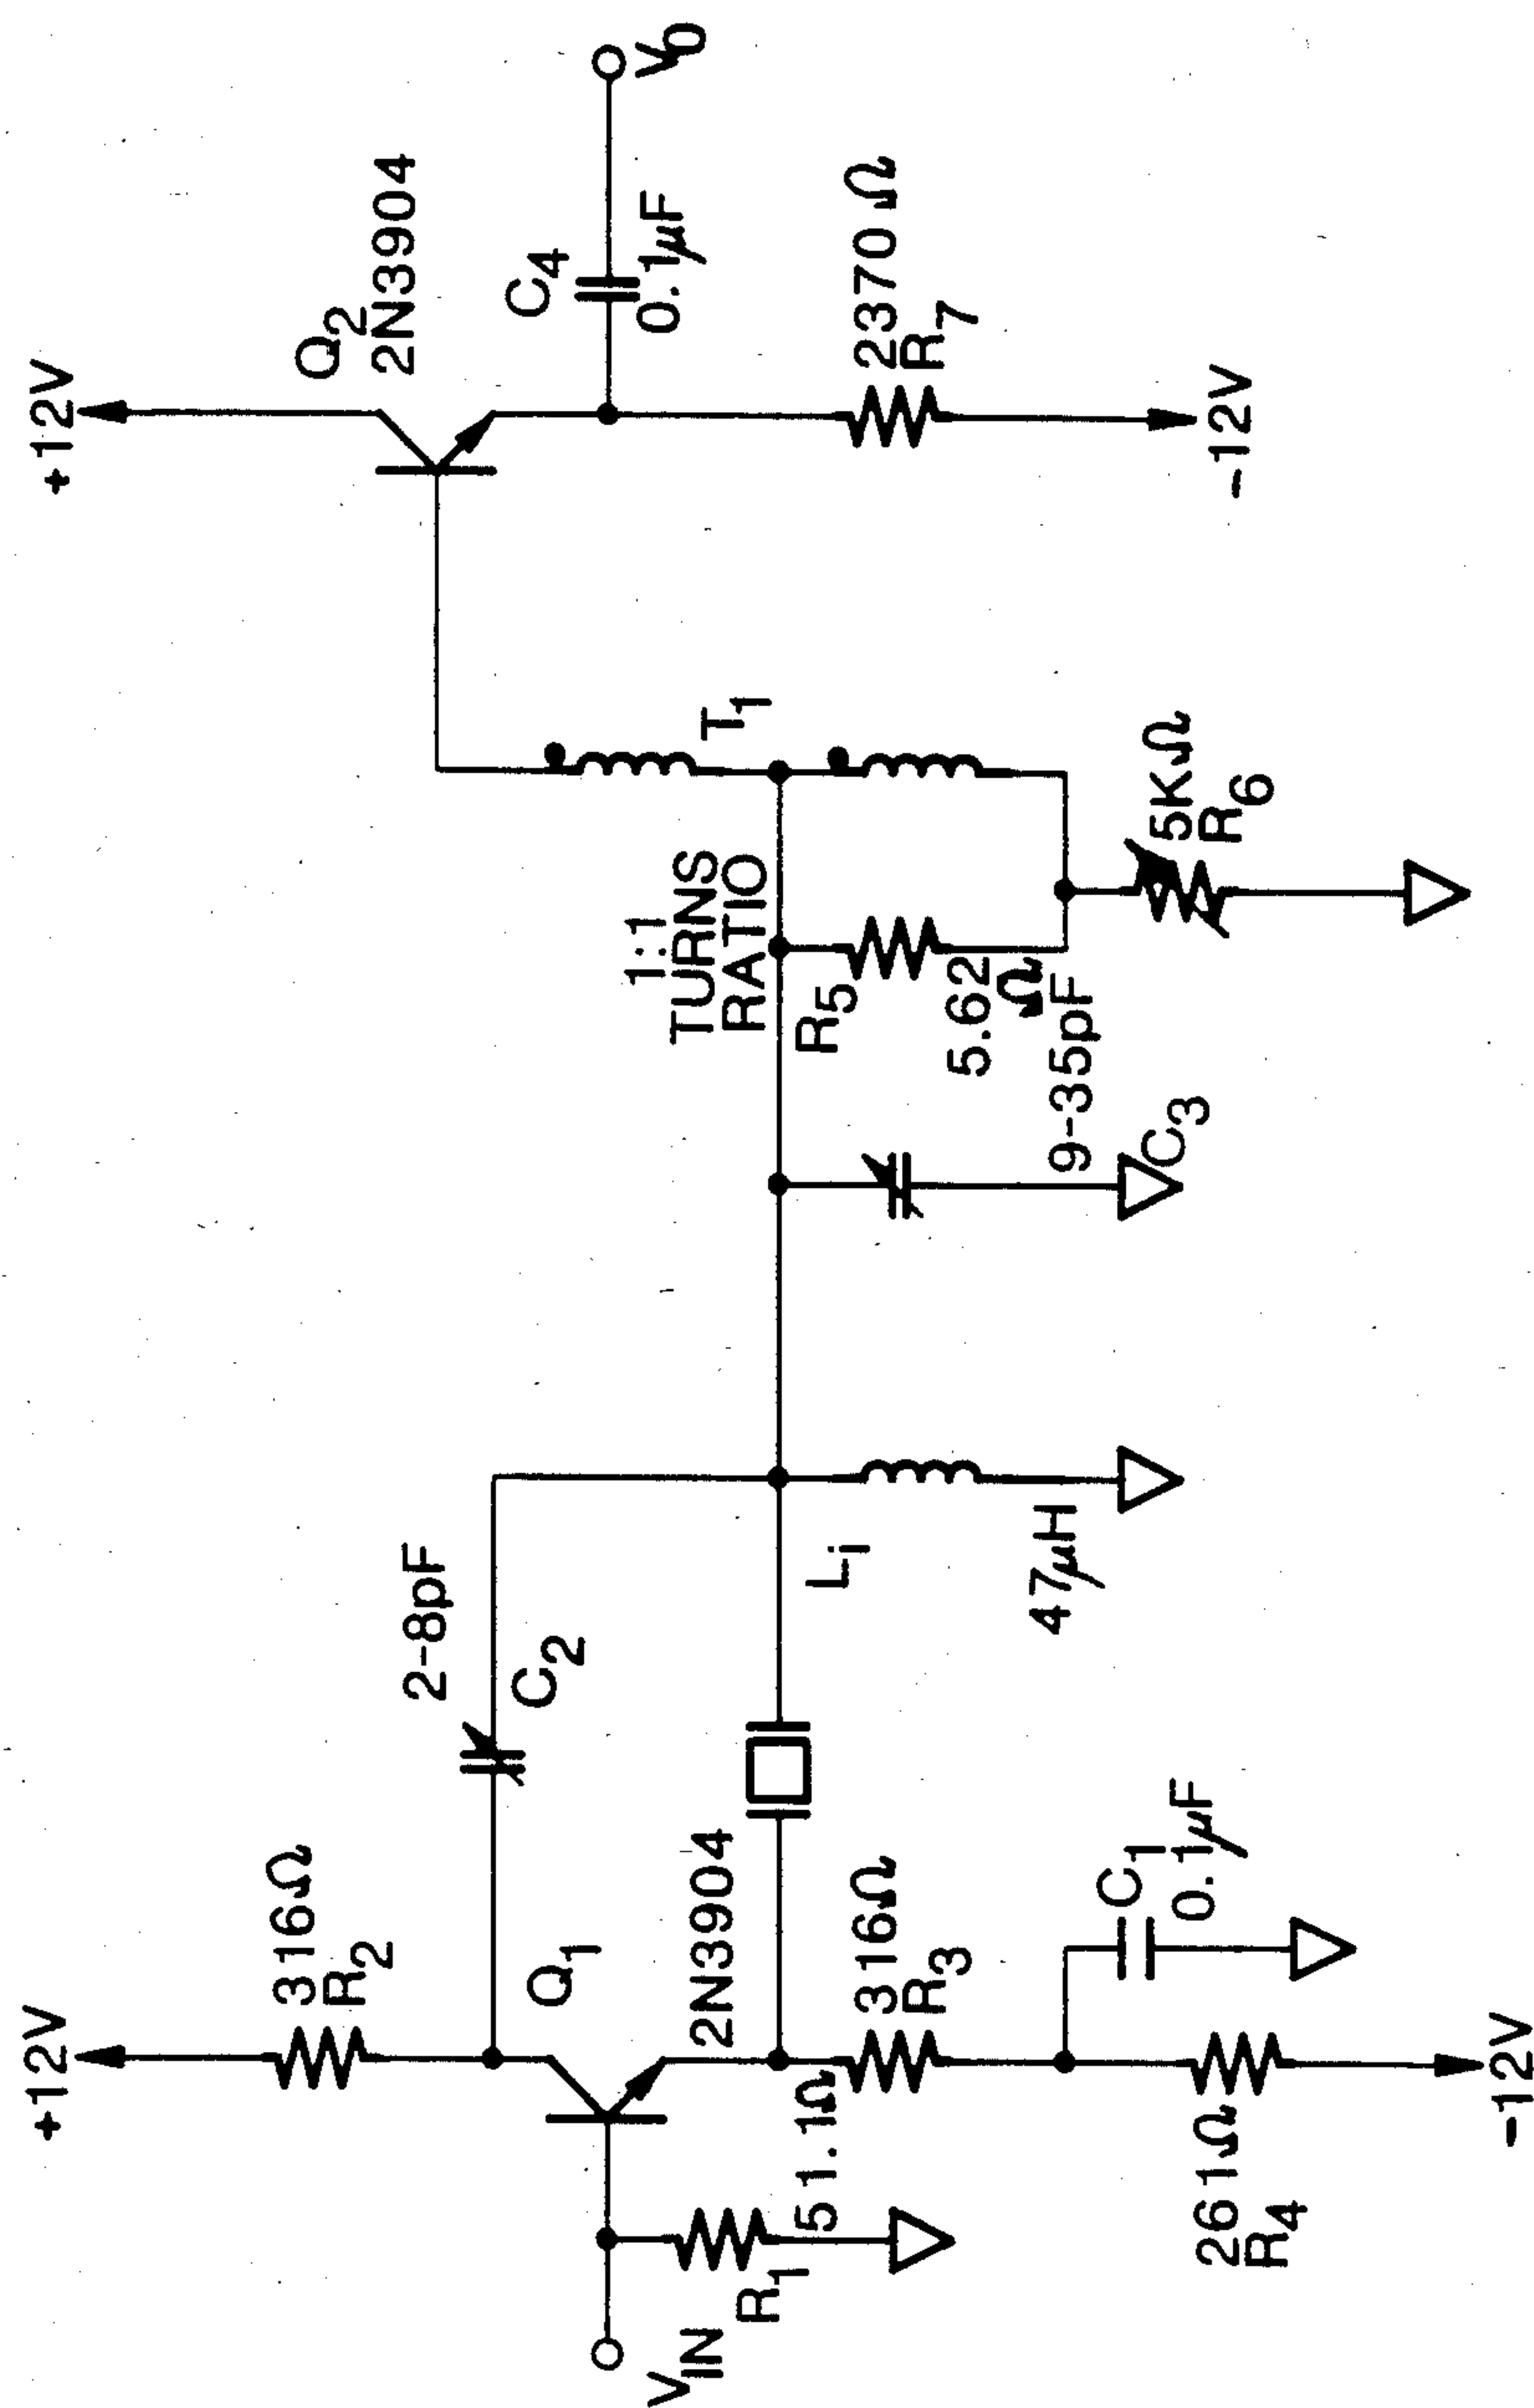 +12V
316Ω
R2
2-8pF
C2
Q1
2N3904
VIN
R1
51.1Ω
316Ω
R3
C1
0.1µF
261Ω
R4
-12V
Li
47µH
9-35pF
C3
1:1
TURNS
RATIO
T1
R5
5.62
Ω
5KΩ
R6
+12V
Q2
2N3904
C4
0.1µF
VO
2370Ω
R7
-12V